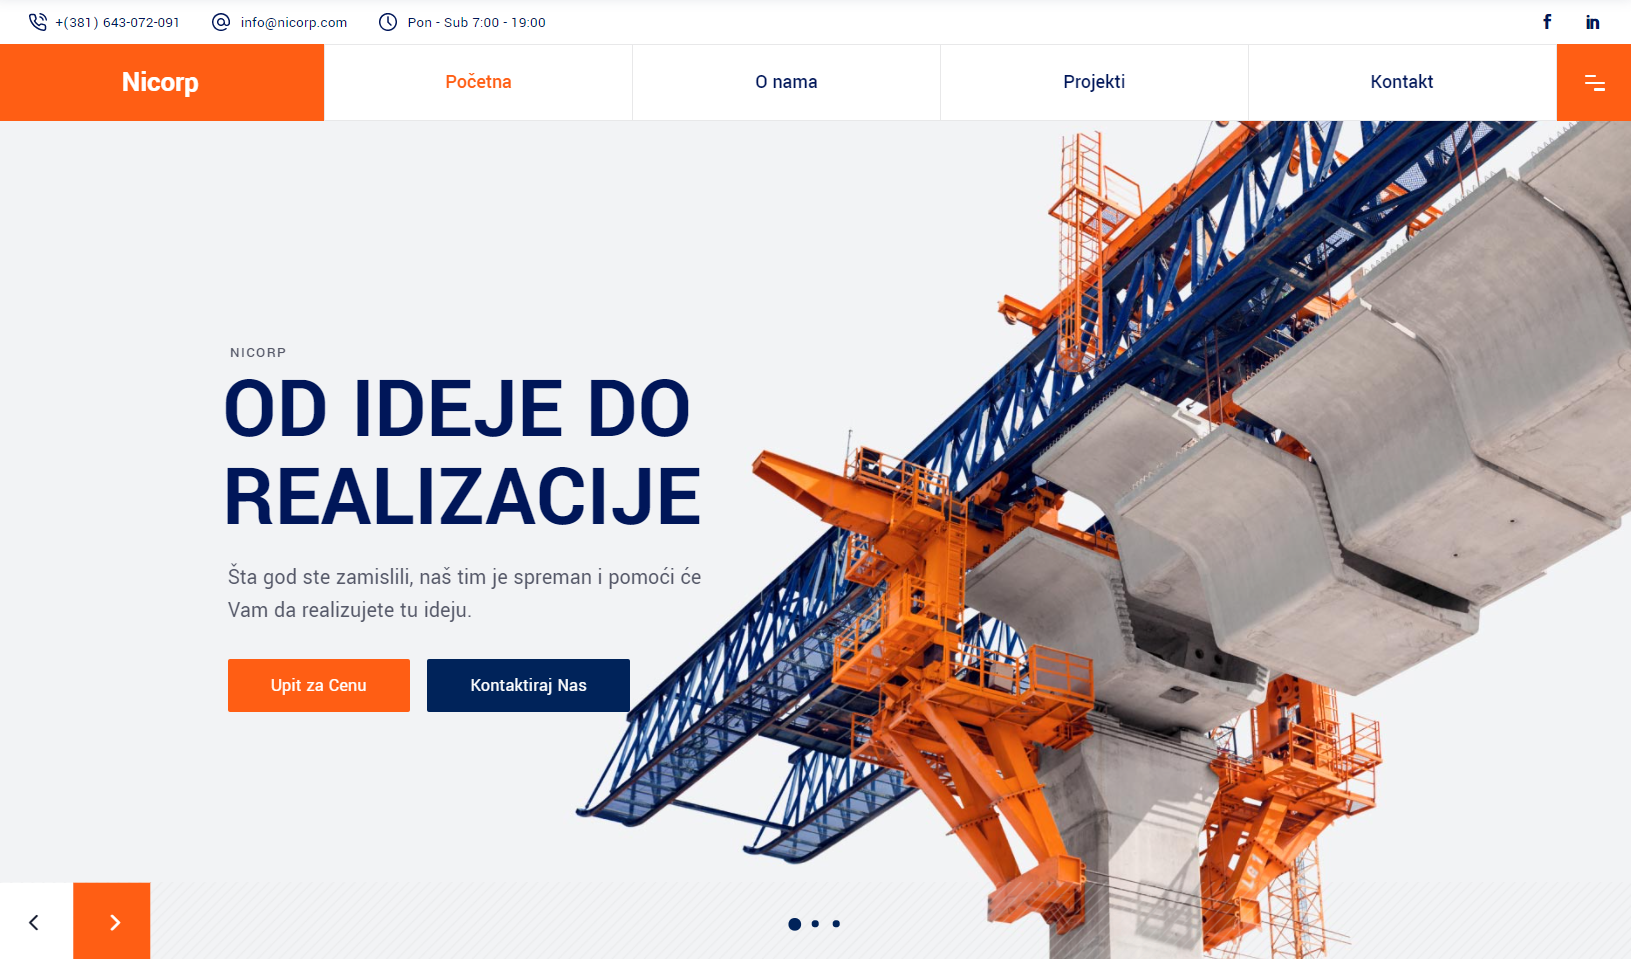 +(381) 643-072-091
info@nicorp.com
Pon - Sub 7:00 - 19:00
Nicorp
Početna
O nama
Projekti
Kontakt
NICORP
OD IDEJE DO
REALIZACIJE
Šta god ste zamislili, naš tim je spreman i pomoći će
Vam da realizujete tu ideju.
Upit za Cenu
Kontaktiraj Nas